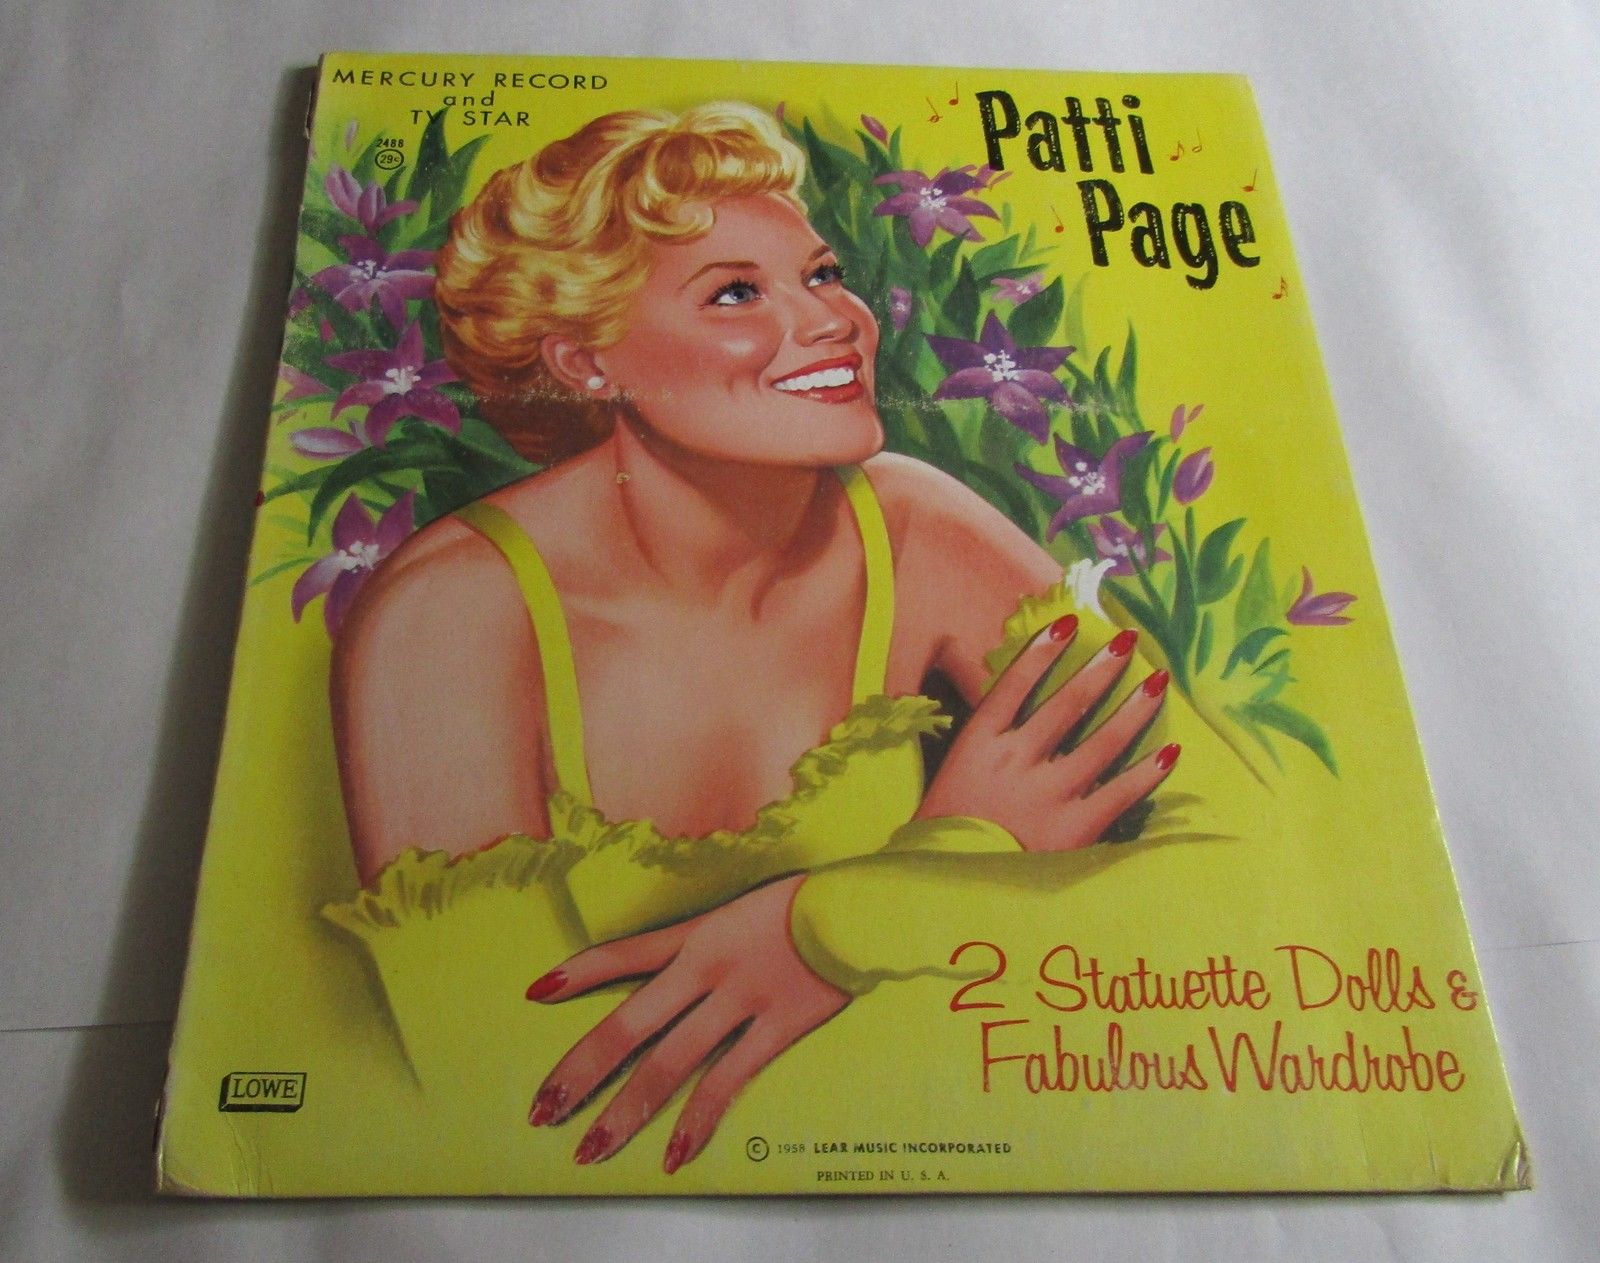 MERCURY RECORD
and
TV STAR
2488
29¢
Patti
Page
2 Statuette Dolls &
Fabulous Wardrobe
LOWE
© 1958 LEAR MUSIC INCORPORATED
PRINTED IN U. S. A.